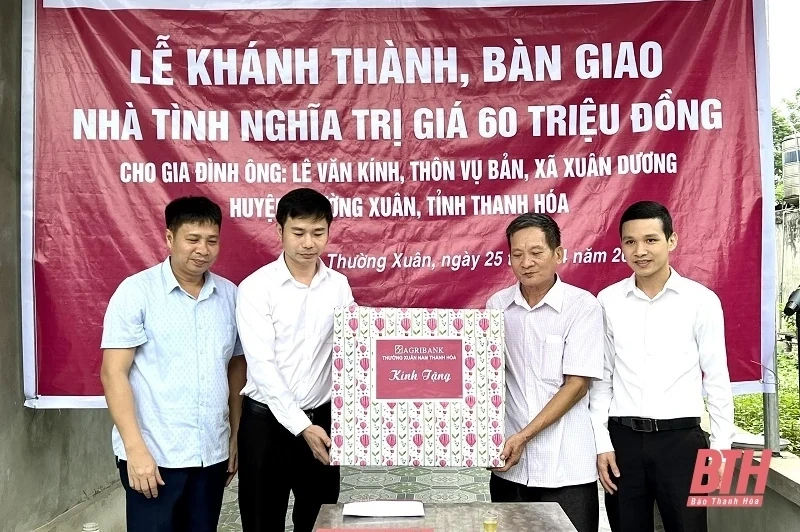 LỄ KHÁNH THÀNH, BÀN GIAO
NHÀ TÌNH NGHĨA TRỊ GIÁ 60 TRIỆU ĐỒNG
CHO GIA ĐÌNH ÔNG: LÊ VĂN KÍNH, THÔN VỤ BẢN, XÃ XUÂN DƯƠNG
TỈNH THANH HÓA
Thường Xuân, ngày 25
AGRIBANK
THƯỜNG XUÂN NAM THANH HÓA
Kính Tặng
BTH
Báo Thanh Hóa